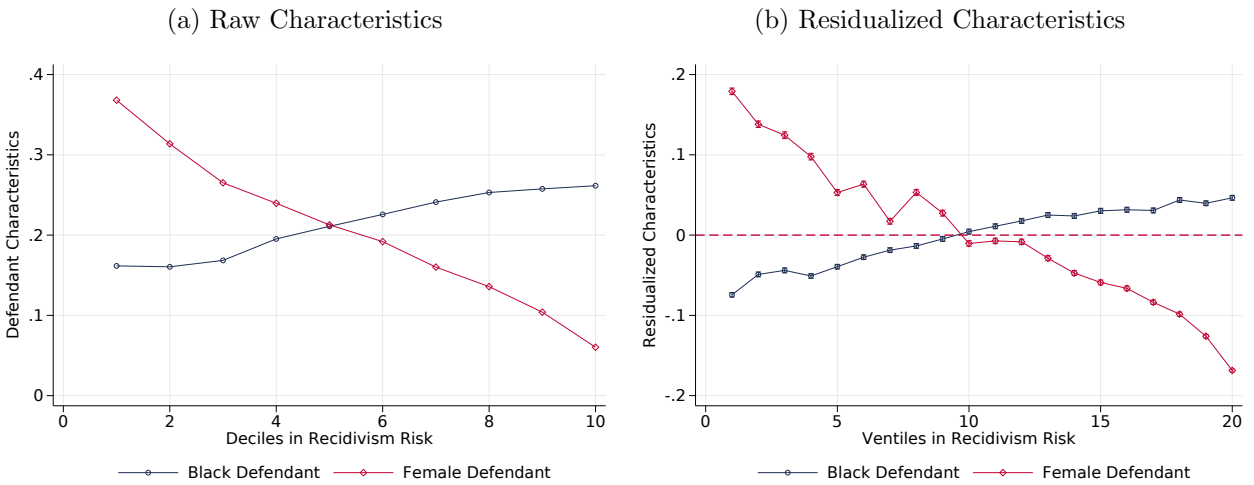 (a) Raw Characteristics
.4
.3
.2
.1
0
Defendant Characteristics
0 2 4 6 8 10
Deciles in Recidivism Risk
Black Defendant Female Defendant
(b) Residualized Characteristics
.2
.1
0
-.1
-.2
Residualized Characteristics
0 5 10 15 20
Ventiles in Recidivism Risk
Black Defendant Female Defendant